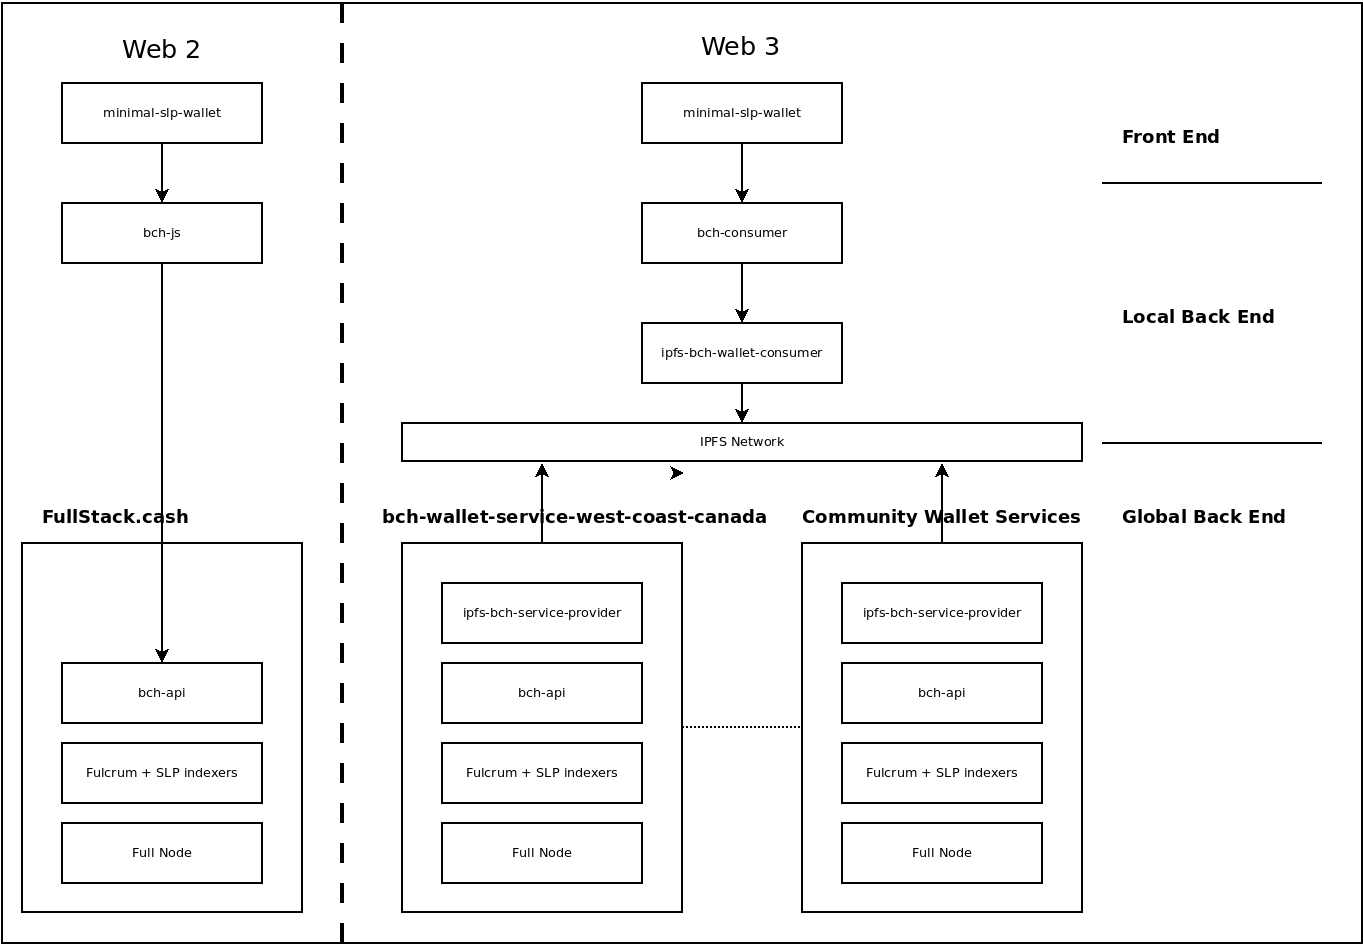 Web 2
minimal-slp-wallet
bch-js
FullStack.cash
bch-api
Fulcrum + SLP indexers
Full Node
Web 3
minimal-slp-wallet
bch-consumer
ipfs-bch-wallet-consumer
IPFS Network
bch-wallet-service-west-coast-canada
ipfs-bch-service-provider
bch-api
Fulcrum + SLP indexers
Full Node
Community Wallet Services
ipfs-bch-service-provider
bch-api
Fulcrum + SLP indexers
Full Node
Front End
Local Back End
Global Back End